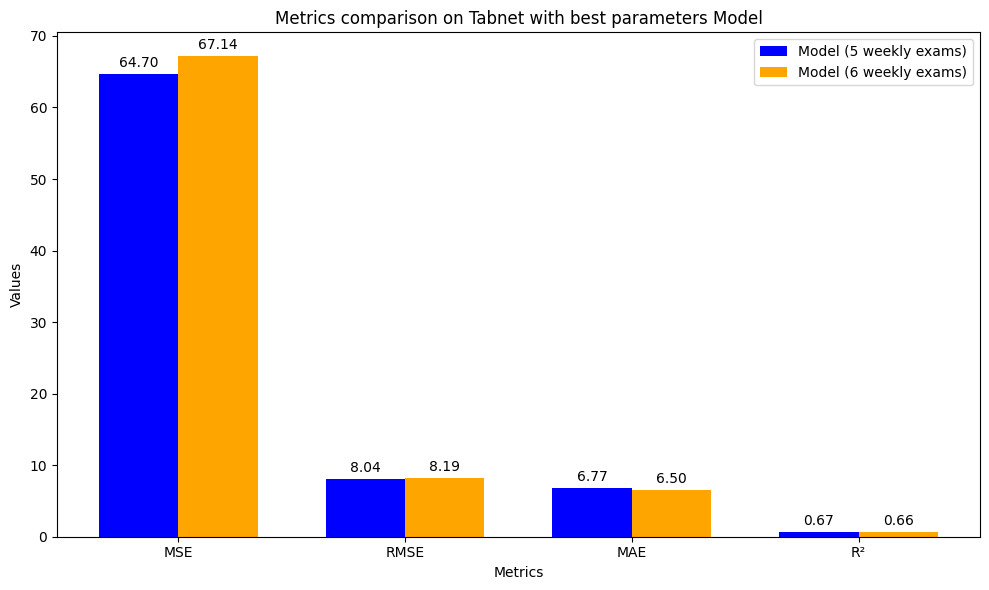 Metrics comparison on Tabnet with best parameters Model
Model (5 weekly exams)
Model (6 weekly exams)
Values
70
60
50
40
30
20
10
0
64.70
67.14
8.04
8.19
6.77
6.50
0.67
0.66
MSE
RMSE
MAE
R²
Metrics